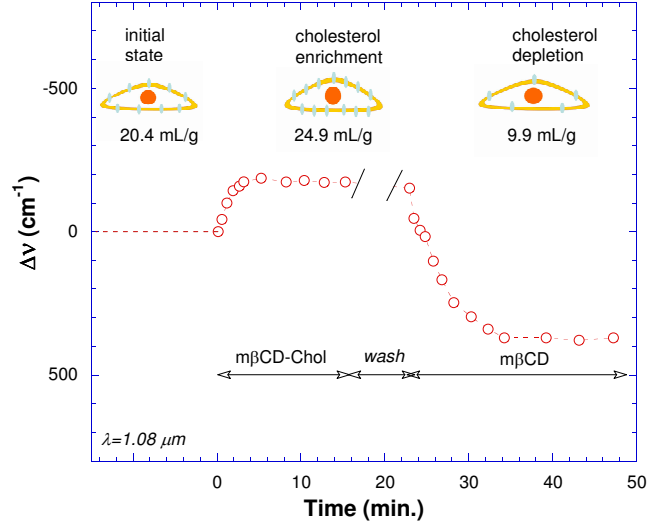 initial
state
cholesterol
enrichment
cholesterol
depletion
20.4 mL/g
24.9 mL/g
9.9 mL/g
-500
0
500
Δν (cm⁻¹)
mβCD-Chol
wash
mβCD
λ=1.08 μm
0 10 20 30 40 50
Time (min.)